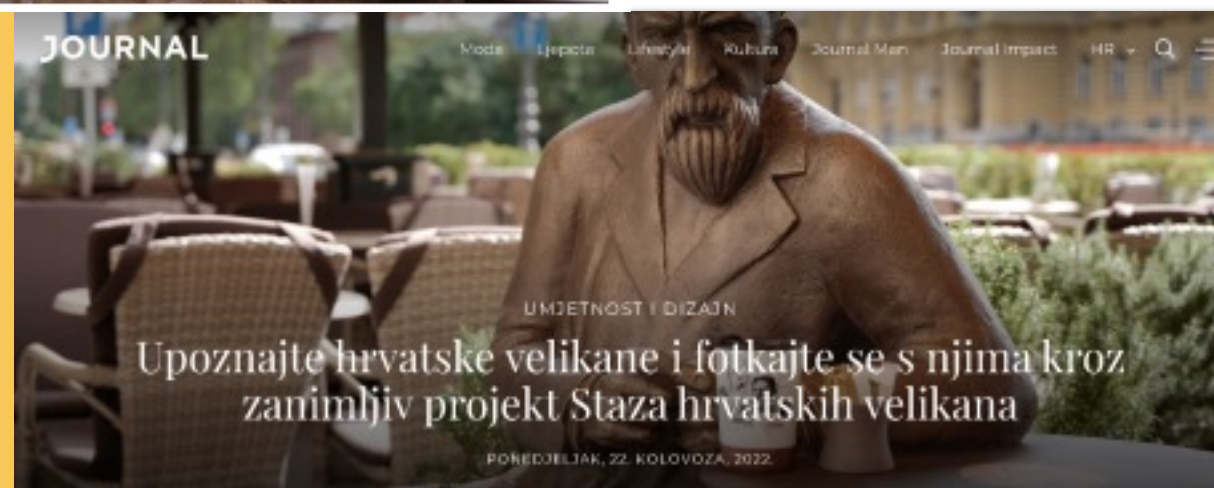 JOURNAL
Moda Ljepota Lifestyle Kultura Journal Man Journal Impact HR
UMJETNOST I DIZAJN
Upoznajte hrvatske velikane i fotkajte se s njima kroz
zanimljiv projekt Staza hrvatskih velikana
PONEDJELJAK, 22. KOLOVOZA, 2022.